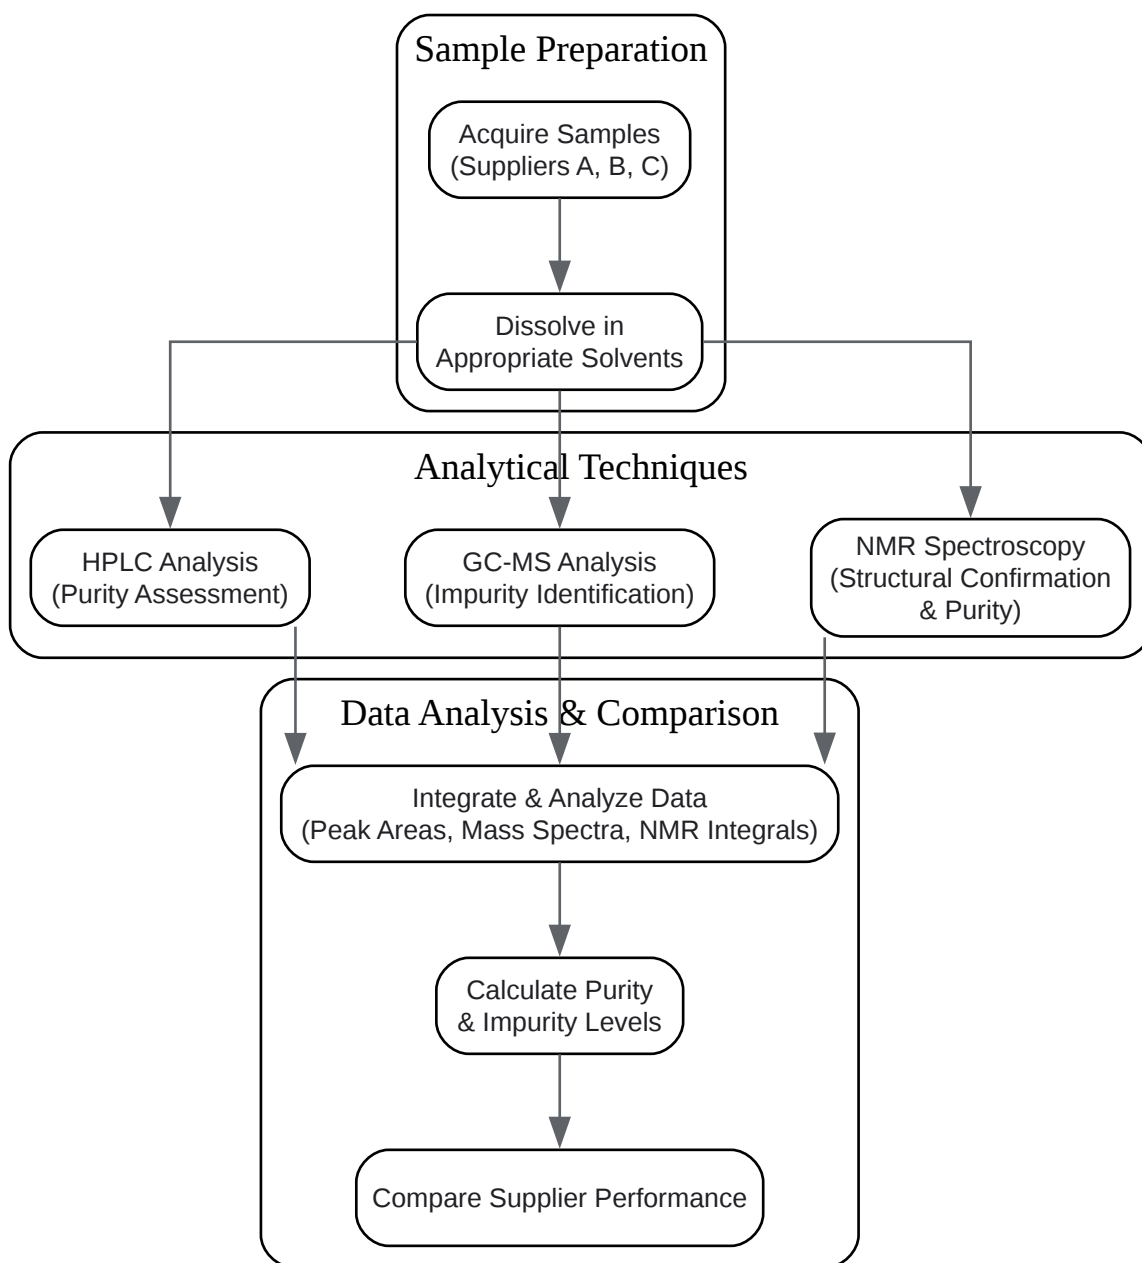 Sample Preparation
Acquire Samples
(Suppliers A, B, C)
Dissolve in
Appropriate Solvents
Analytical Techniques
HPLC Analysis
(Purity Assessment)
GC-MS Analysis
(Impurity Identification)
NMR Spectroscopy
(Structural Confirmation
& Purity)
Data Analysis & Comparison
Integrate & Analyze Data
(Peak Areas, Mass Spectra, NMR Integrals)
Calculate Purity
& Impurity Levels
Compare Supplier Performance